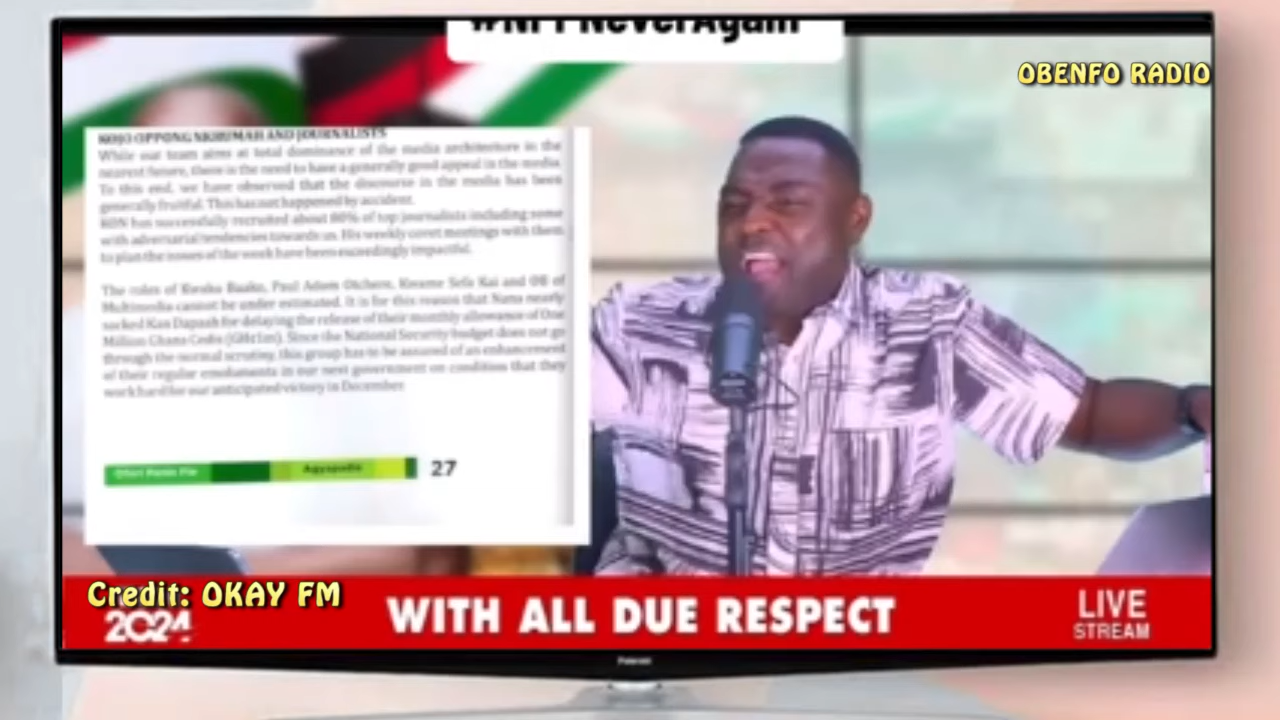 #NPPNeverAgain
OBENFO RADIO
KOJO OPPONG NKRUMAH AND JOURNALISTS
While our team aims at total dominance of the media architecture in the
nearest future, there is the need to have a generally good appeal in the media.
To this end, we have observed that the discourse in the media has been
generally fruitful. This has not happened by accident.
KON has successfully recruited about 80% of top journalists including some
with adversarial tendencies towards us. His weekly covet meetings with them
to plan the issues of the week have been exceedingly impactful.
The roles of Kweku Baako, Paul Adom Otchere, Kwame Sefa Kai and OB of
Multimedia cannot be under estimated. It is for this reason that Nana nearly
sacked Kan Dapaah for delaying the release of their monthly allowance of One
Million Ghana Cedis (GH¢1m). Since the National Security budget does not go
through the normal scrutiny, this group has to be assured of an enhancement
of their regular emoluments in our next government on condition that they
work hard for our anticipated victory in December
Agyapadie
27
Credit: OKAY FM
2024
WITH ALL DUE RESPECT
LIVE
STREAM
Polaroid